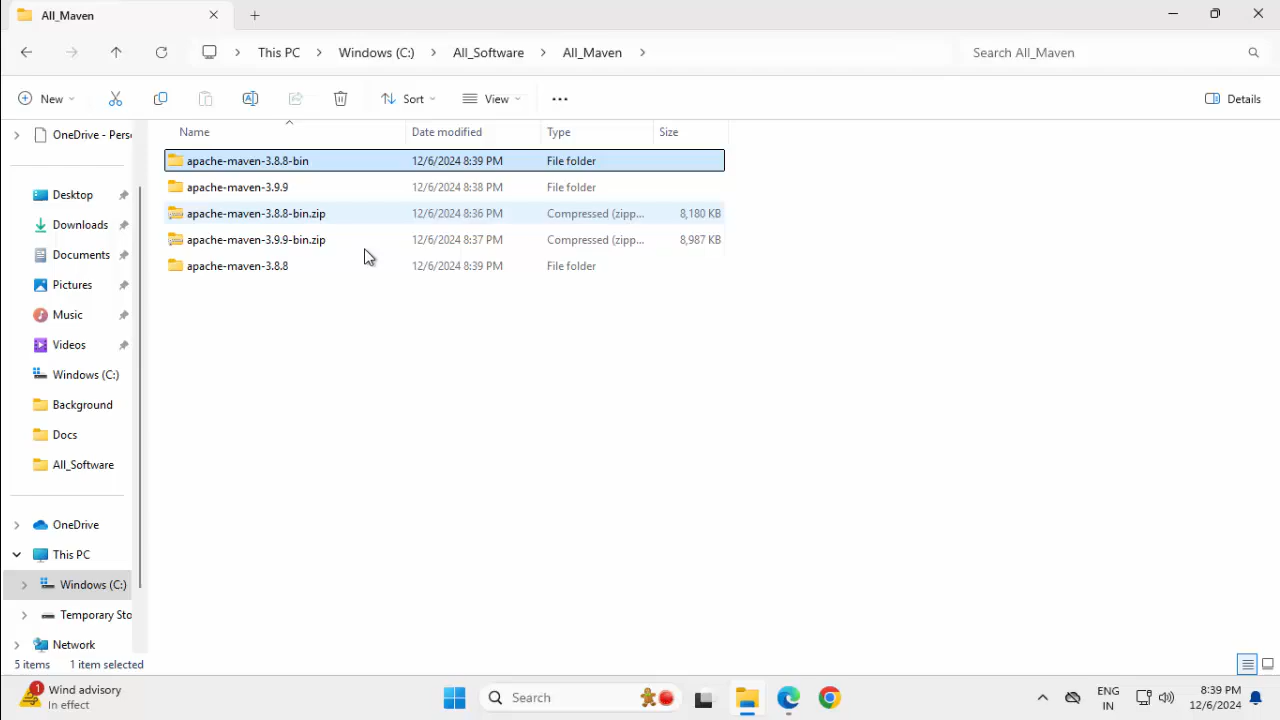 All_Maven
This PC Windows (C:) All_Software All_Maven
Search All_Maven
New Sort View Details
Name Date modified Type Size
apache-maven-3.8.8-bin 12/6/2024 8:39 PM File folder
apache-maven-3.9.9 12/6/2024 8:38 PM File folder
apache-maven-3.8.8-bin.zip 12/6/2024 8:36 PM Compressed (zipp... 8,180 KB
apache-maven-3.9.9-bin.zip 12/6/2024 8:37 PM Compressed (zipp... 8,987 KB
apache-maven-3.8.8 12/6/2024 8:39 PM File folder
OneDrive - Pers
Desktop
Downloads
Documents
Pictures
Music
Videos
Windows (C:)
Background
Docs
All_Software
OneDrive
This PC
Windows (C:)
Temporary Sto
Network
5 items 1 item selected
1
Wind advisory
In effect
Search
ENG
IN
8:39 PM
12/6/2024